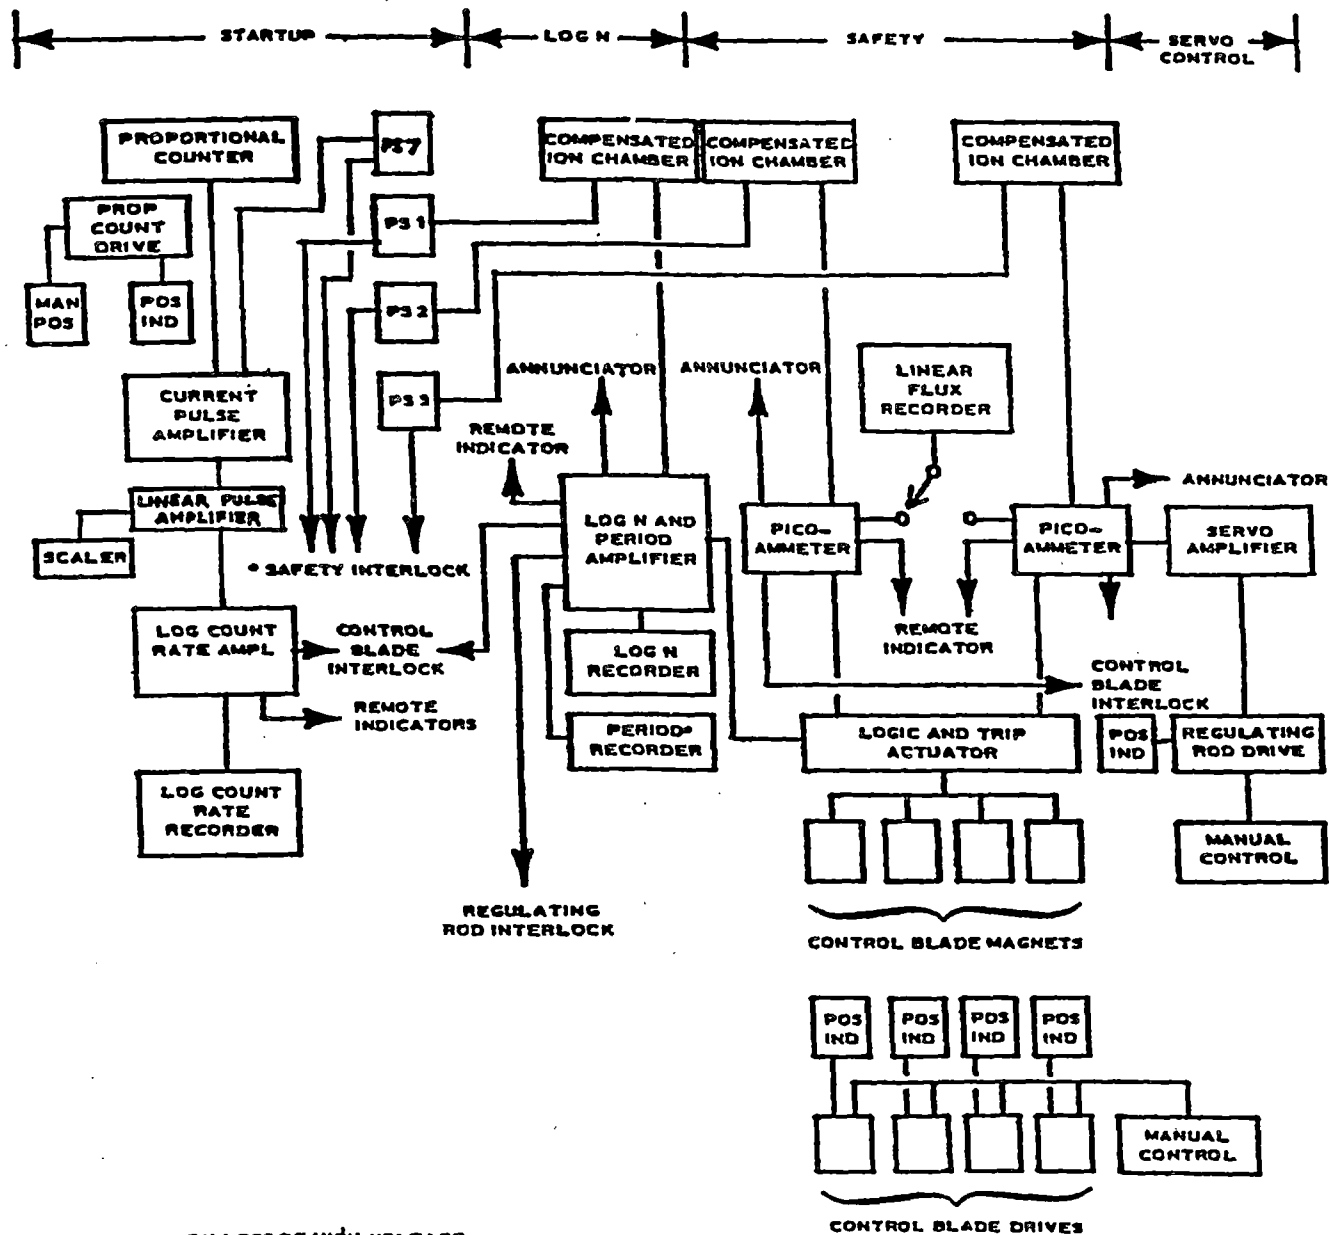 STARTUP
LOG N
SAFETY
SERVO
CONTROL
PROPORTIONAL
COUNTER
PS7
COMPENSATED
ION CHAMBER
COMPENSATED
ION CHAMBER
COMPENSATED
ION CHAMBER
PROP
COUNT
DRIVE
PS1
MAN
POS
POS
IND
PS2
PS3
ANNUNCIATOR
ANNUNCIATOR
LINEAR
FLUX
RECORDER
CURRENT
PULSE
AMPLIFIER
REMOTE
INDICATOR
LINEAR PULSE
AMPLIFIER
SCALER
* SAFETY INTERLOCK
LOG N AND
PERIOD
AMPLIFIER
PICO-
AMMETER
PICO-
AMMETER
ANNUNCIATOR
SERVO
AMPLIFIER
LOG COUNT
RATE AMPL
CONTROL
BLADE
INTERLOCK
LOG N
RECORDER
REMOTE
INDICATOR
CONTROL
BLADE
INTERLOCK
REMOTE
INDICATORS
PERIOD*
RECORDER
LOGIC AND TRIP
ACTUATOR
POS
IND
REGULATING
ROD DRIVE
LOG COUNT
RATE
RECORDER
MANUAL
CONTROL
REGULATING
ROD INTERLOCK
CONTROL BLADE MAGNETS
POS
IND
POS
IND
POS
IND
POS
IND
MANUAL
CONTROL
CONTROL BLADE DRIVES